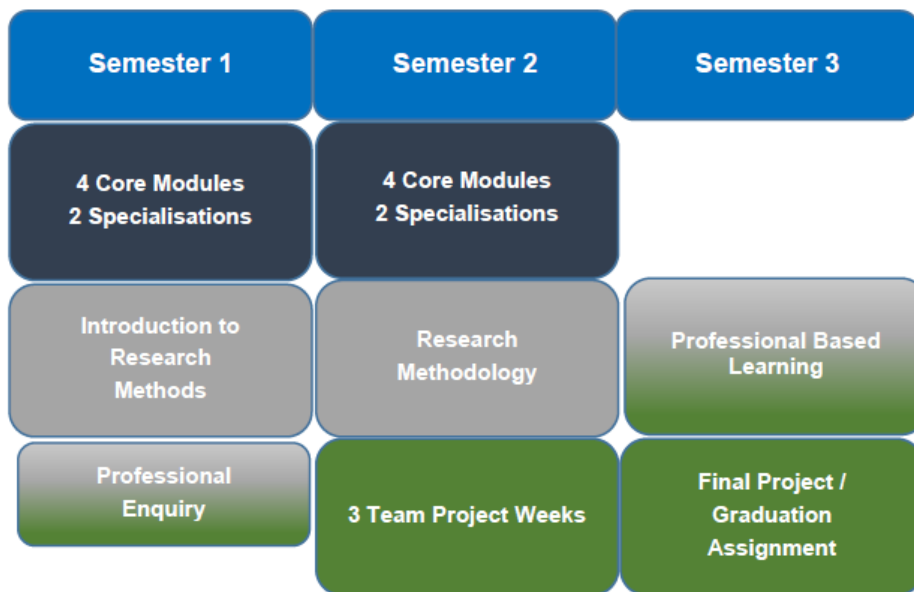 Semester 1
Semester 2
Semester 3
4 Core Modules
2 Specialisations
4 Core Modules
2 Specialisations
Introduction to
Research
Methods
Research
Methodology
Professional Based
Learning
Professional
Enquiry
3 Team Project Weeks
Final Project /
Graduation
Assignment